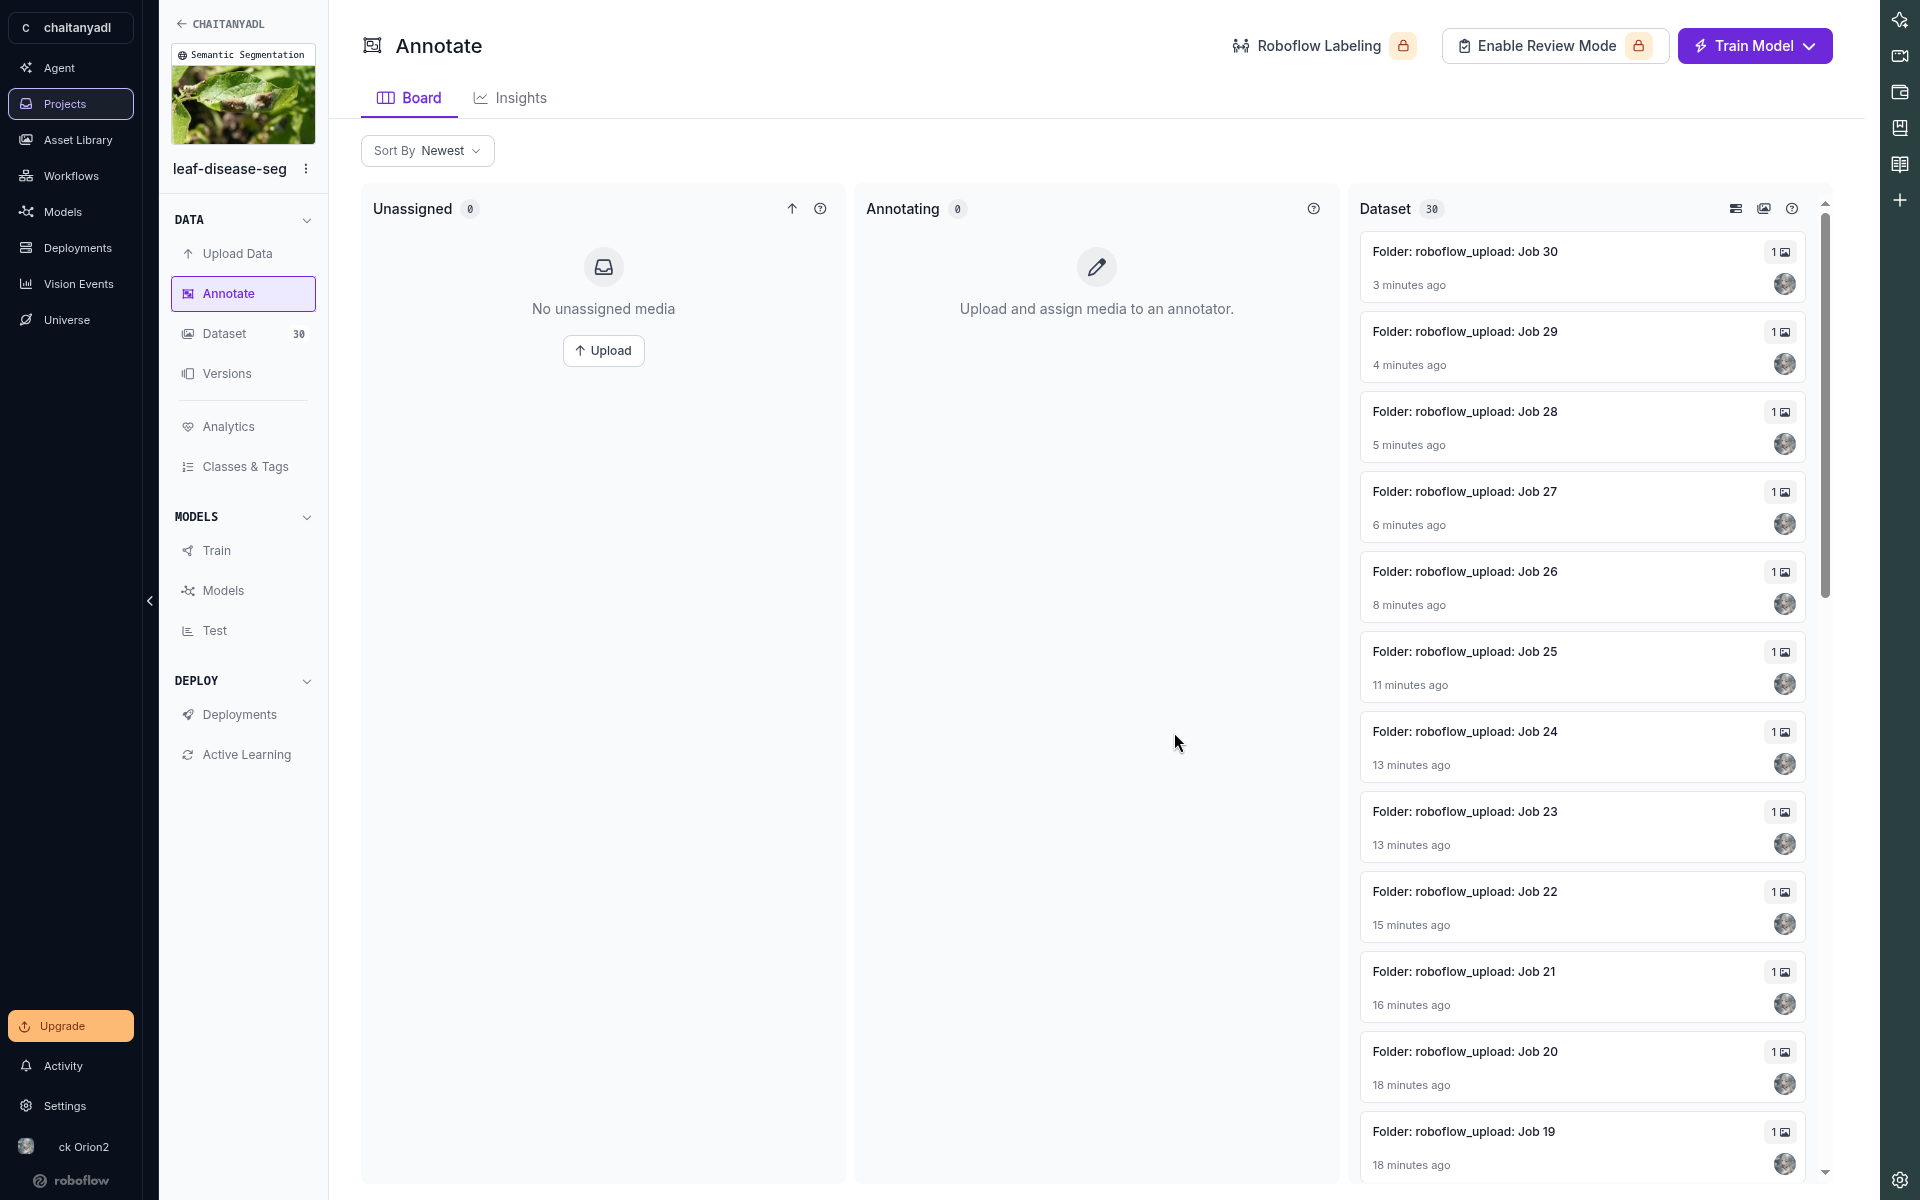 C chaitanyadl
Agent
Projects
Asset Library
Workflows
Models
Deployments
Vision Events
Universe
Upgrade
Activity
Settings
ck Orion2
roboflow
CHAITANYADL
Semantic Segmentation
leaf-disease-seg
DATA
Upload Data
Annotate
Dataset 30
Versions
Analytics
Classes & Tags
MODELS
Train
Models
Test
DEPLOY
Deployments
Active Learning
Annotate
Roboflow Labeling
Enable Review Mode
Train Model
Board
Insights
Sort By Newest
Unassigned 0
No unassigned media
Upload
Annotating 0
Upload and assign media to an annotator.
Dataset 30
Folder: roboflow_upload: Job 30 1
3 minutes ago
Folder: roboflow_upload: Job 29 1
4 minutes ago
Folder: roboflow_upload: Job 28 1
5 minutes ago
Folder: roboflow_upload: Job 27 1
6 minutes ago
Folder: roboflow_upload: Job 26 1
8 minutes ago
Folder: roboflow_upload: Job 25 1
11 minutes ago
Folder: roboflow_upload: Job 24 1
13 minutes ago
Folder: roboflow_upload: Job 23 1
13 minutes ago
Folder: roboflow_upload: Job 22 1
15 minutes ago
Folder: roboflow_upload: Job 21 1
16 minutes ago
Folder: roboflow_upload: Job 20 1
18 minutes ago
Folder: roboflow_upload: Job 19 1
18 minutes ago